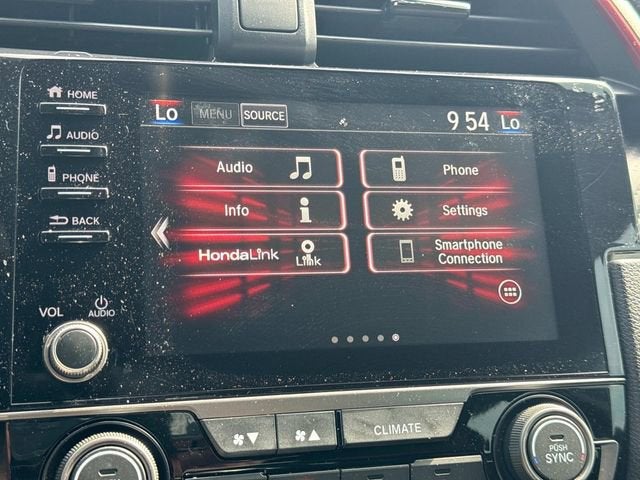 HOME
AUDIO
PHONE
BACK
VOL
AUDIO
Lo MENU SOURCE 9 54 Lo
Audio
Phone
Info
Settings
HondaLink Link
Smartphone
Connection
CLIMATE
PUSH
SYNC